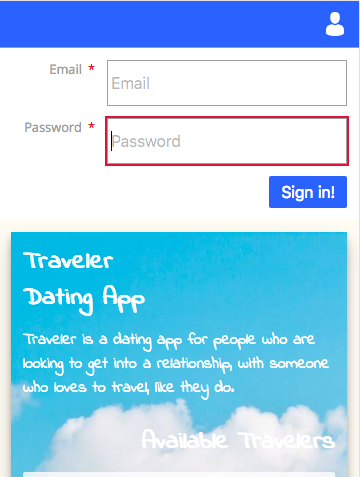 Email *
Email
Password *
Password
Sign in!
Traveler
Dating App
Traveler is a dating app for people who are
looking to get into a relationship, with someone
who loves to travel, like they do.
Available Travelers